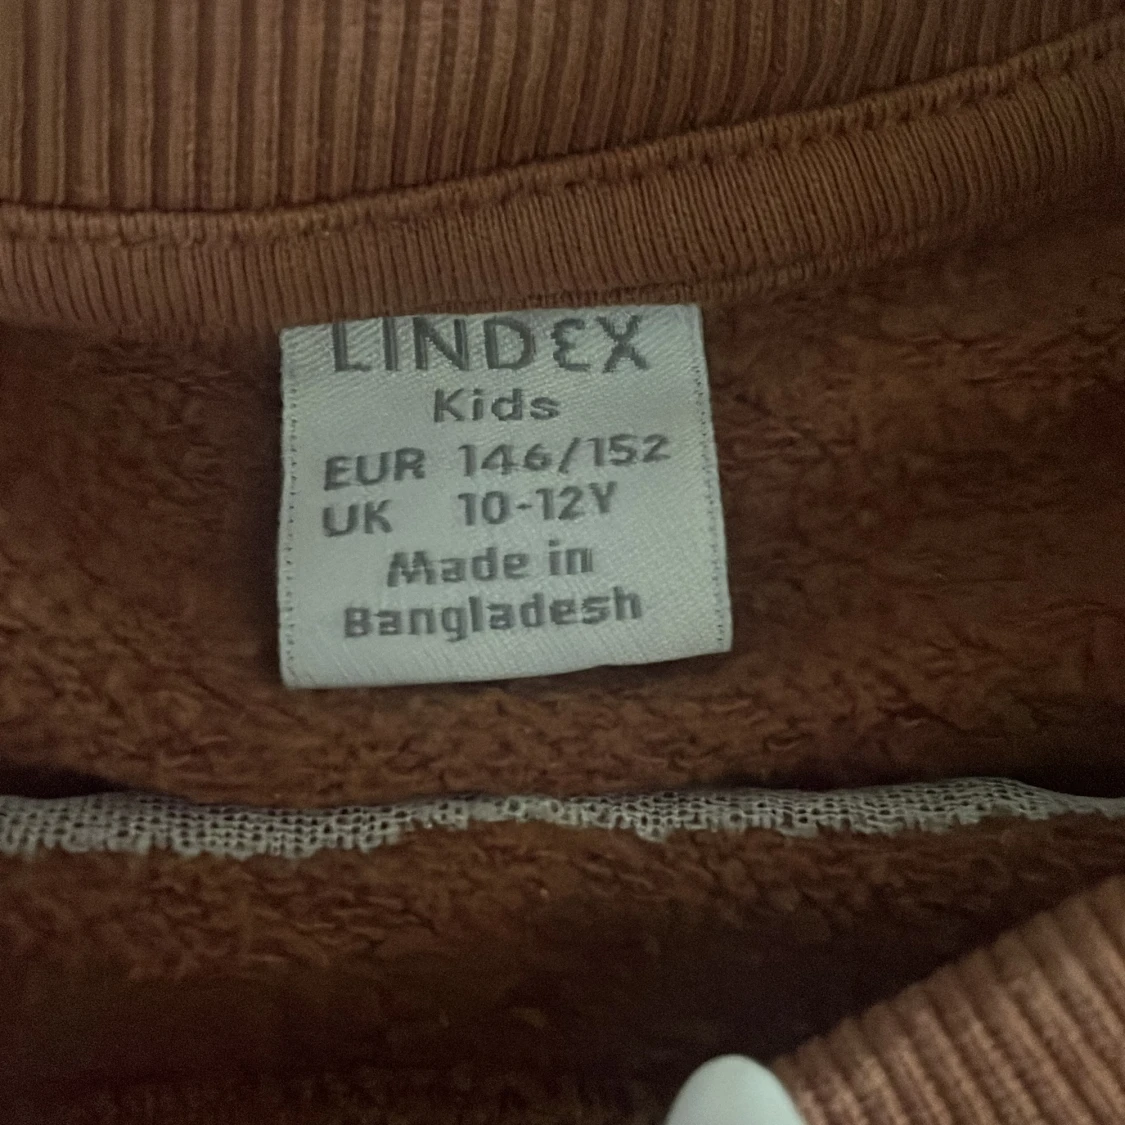 LINDEX
Kids
EUR 146/152
UK 10-12Y
Made in
Bangladesh